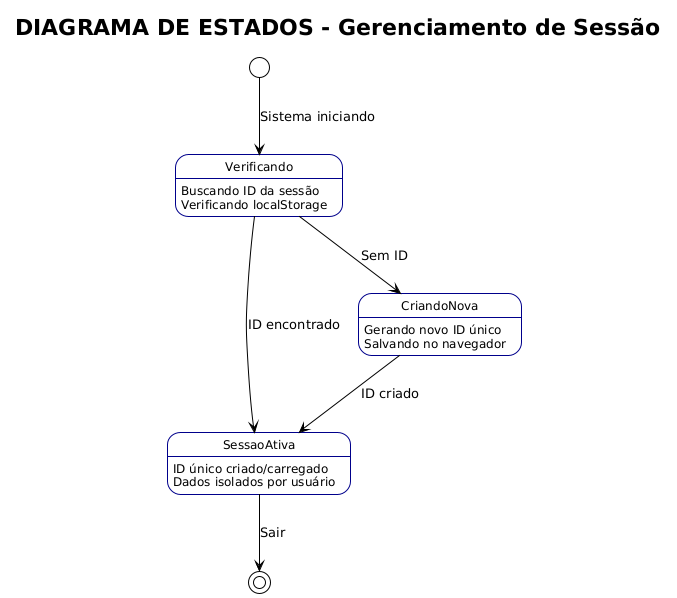 DIAGRAMA DE ESTADOS - Gerenciamento de Sessão
Sistema iniciando
Verificando
Buscando ID da sessão
Verificando localStorage
Sem ID
CriandoNova
Gerando novo ID único
Salvando no navegador
ID encontrado
ID criado
SessaoAtiva
ID único criado/carregado
Dados isolados por usuário
Sair